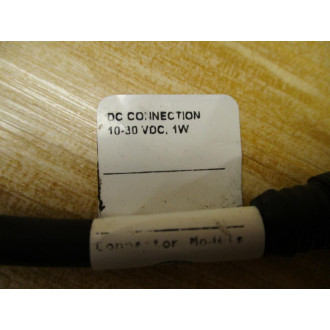 DC CONNECTION
10-30 VDC, 1W
Connector Module